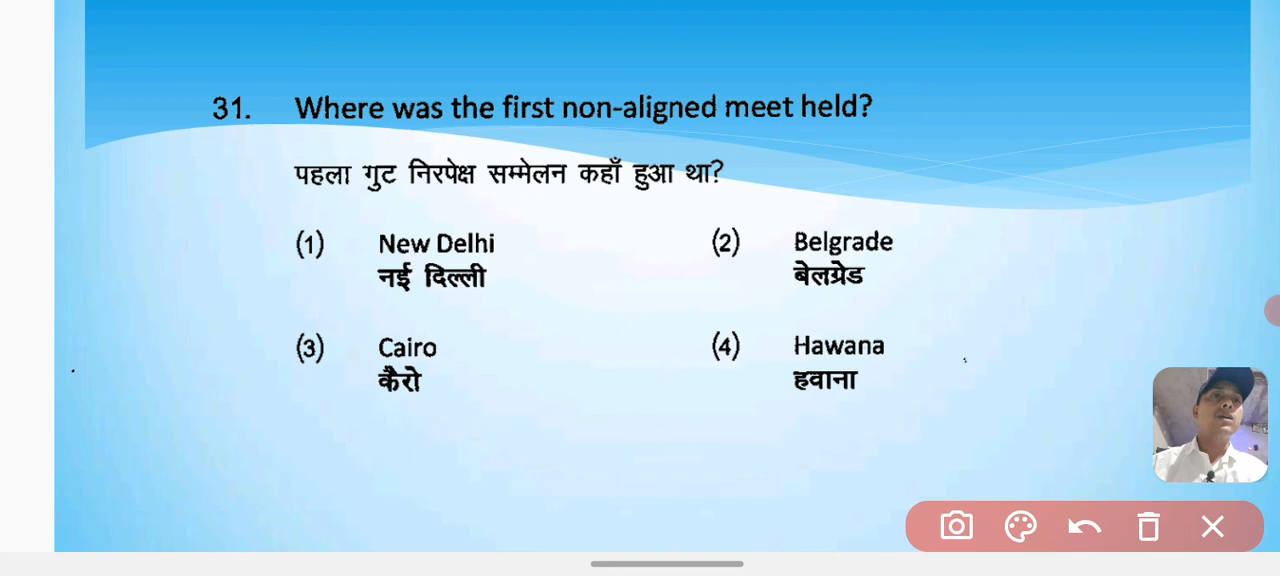 31. Where was the first non-aligned meet held?
पहला गुट निरपेक्ष सम्मेलन कहाँ हुआ था?
(1) New Delhi (2) Belgrade
नई दिल्ली बेलग्रेड
(3) Cairo (4) Hawana
कैरो हवाना